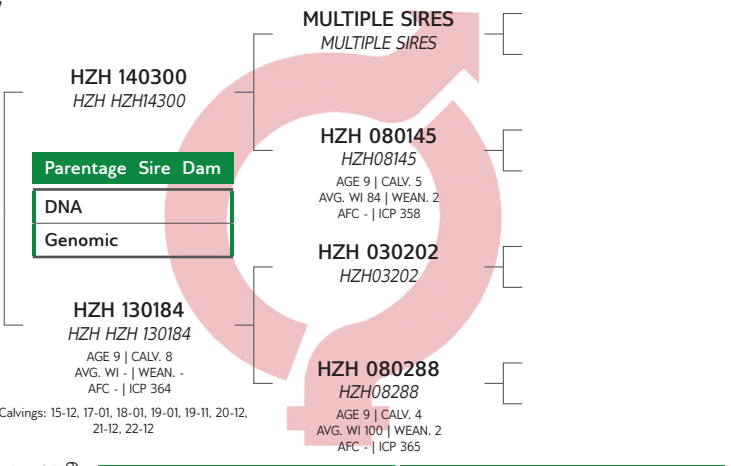 MULTIPLE SIRES
MULTIPLE SIRES
HZH 140300
HZH HZH14300
HZH 080145
HZH08145
AGE 9 | CALV. 5
AVG. WI 84 | WEAN. 2
AFC - | ICP 358
Parentage Sire Dam
DNA
Genomic
HZH 030202
HZH03202
HZH 130184
HZH HZH 130184
AGE 9 | CALV. 8
AVG. WI - | WEAN. -
AFC - | ICP 364
Calvings: 15-12, 17-01, 18-01, 19-01, 19-11, 20-12,
21-12, 22-12
HZH 080288
HZH08288
AGE 9 | CALV. 4
AVG. WI 100 | WEAN. 2
AFC - | ICP 365